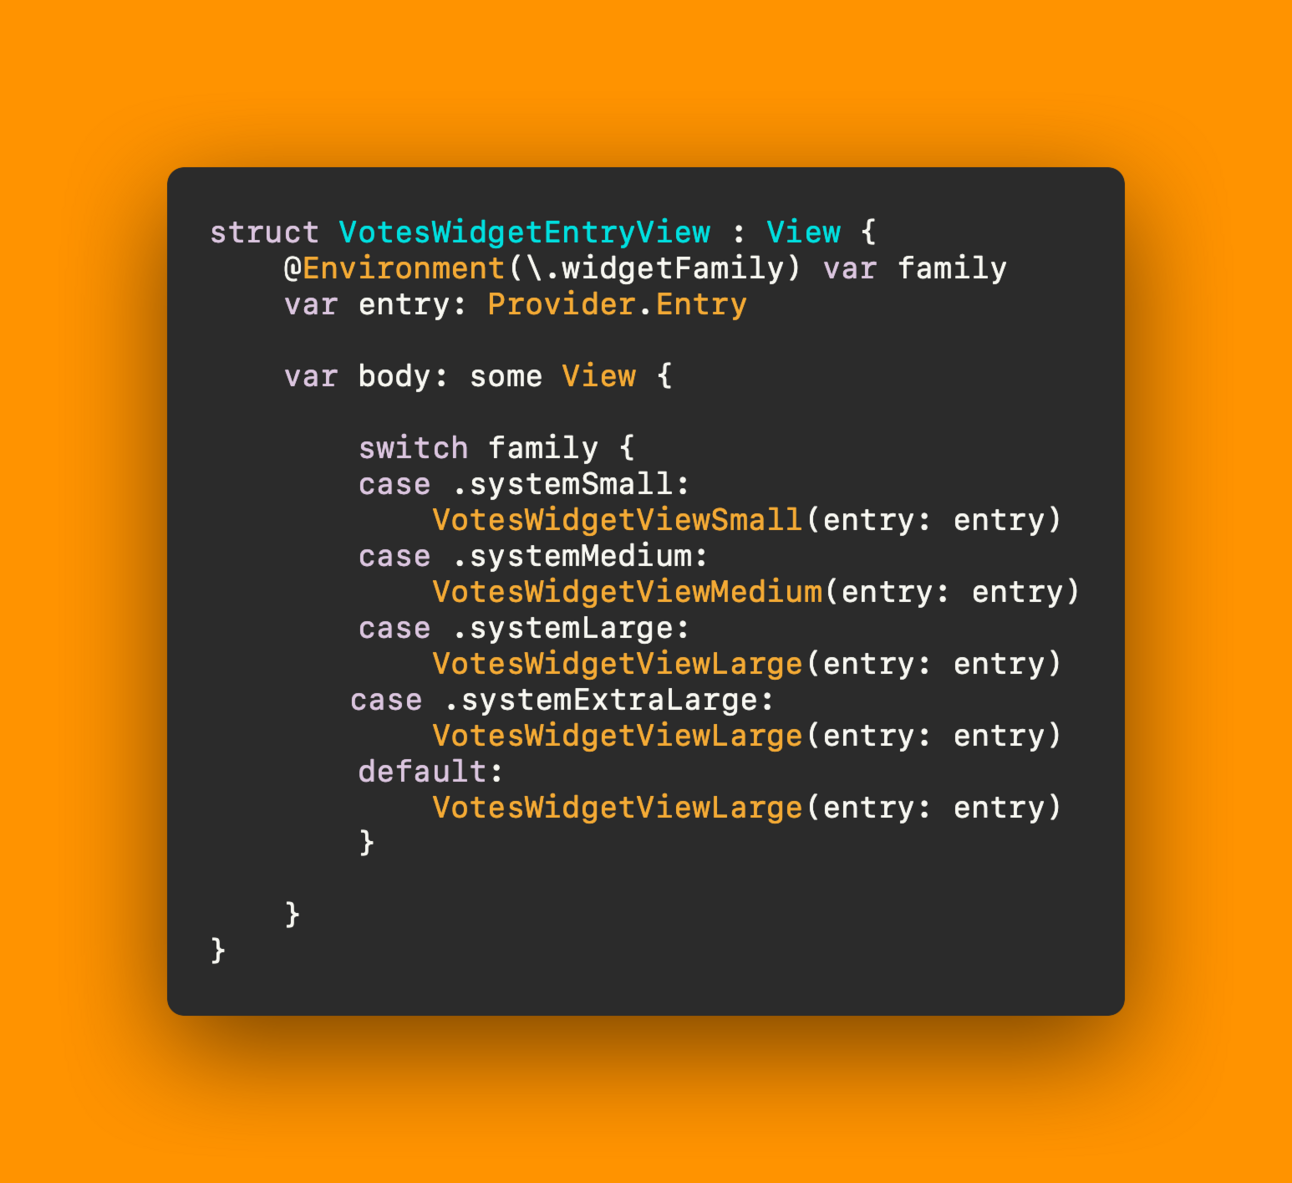 struct VotesWidgetEntryView : View {
    @Environment(\.widgetFamily) var family
    var entry: Provider.Entry

    var body: some View {

        switch family {
        case .systemSmall:
            VotesWidgetViewSmall(entry: entry)
        case .systemMedium:
            VotesWidgetViewMedium(entry: entry)
        case .systemLarge:
            VotesWidgetViewLarge(entry: entry)
        case .systemExtraLarge:
            VotesWidgetViewLarge(entry: entry)
        default:
            VotesWidgetViewLarge(entry: entry)
        }

    }
}